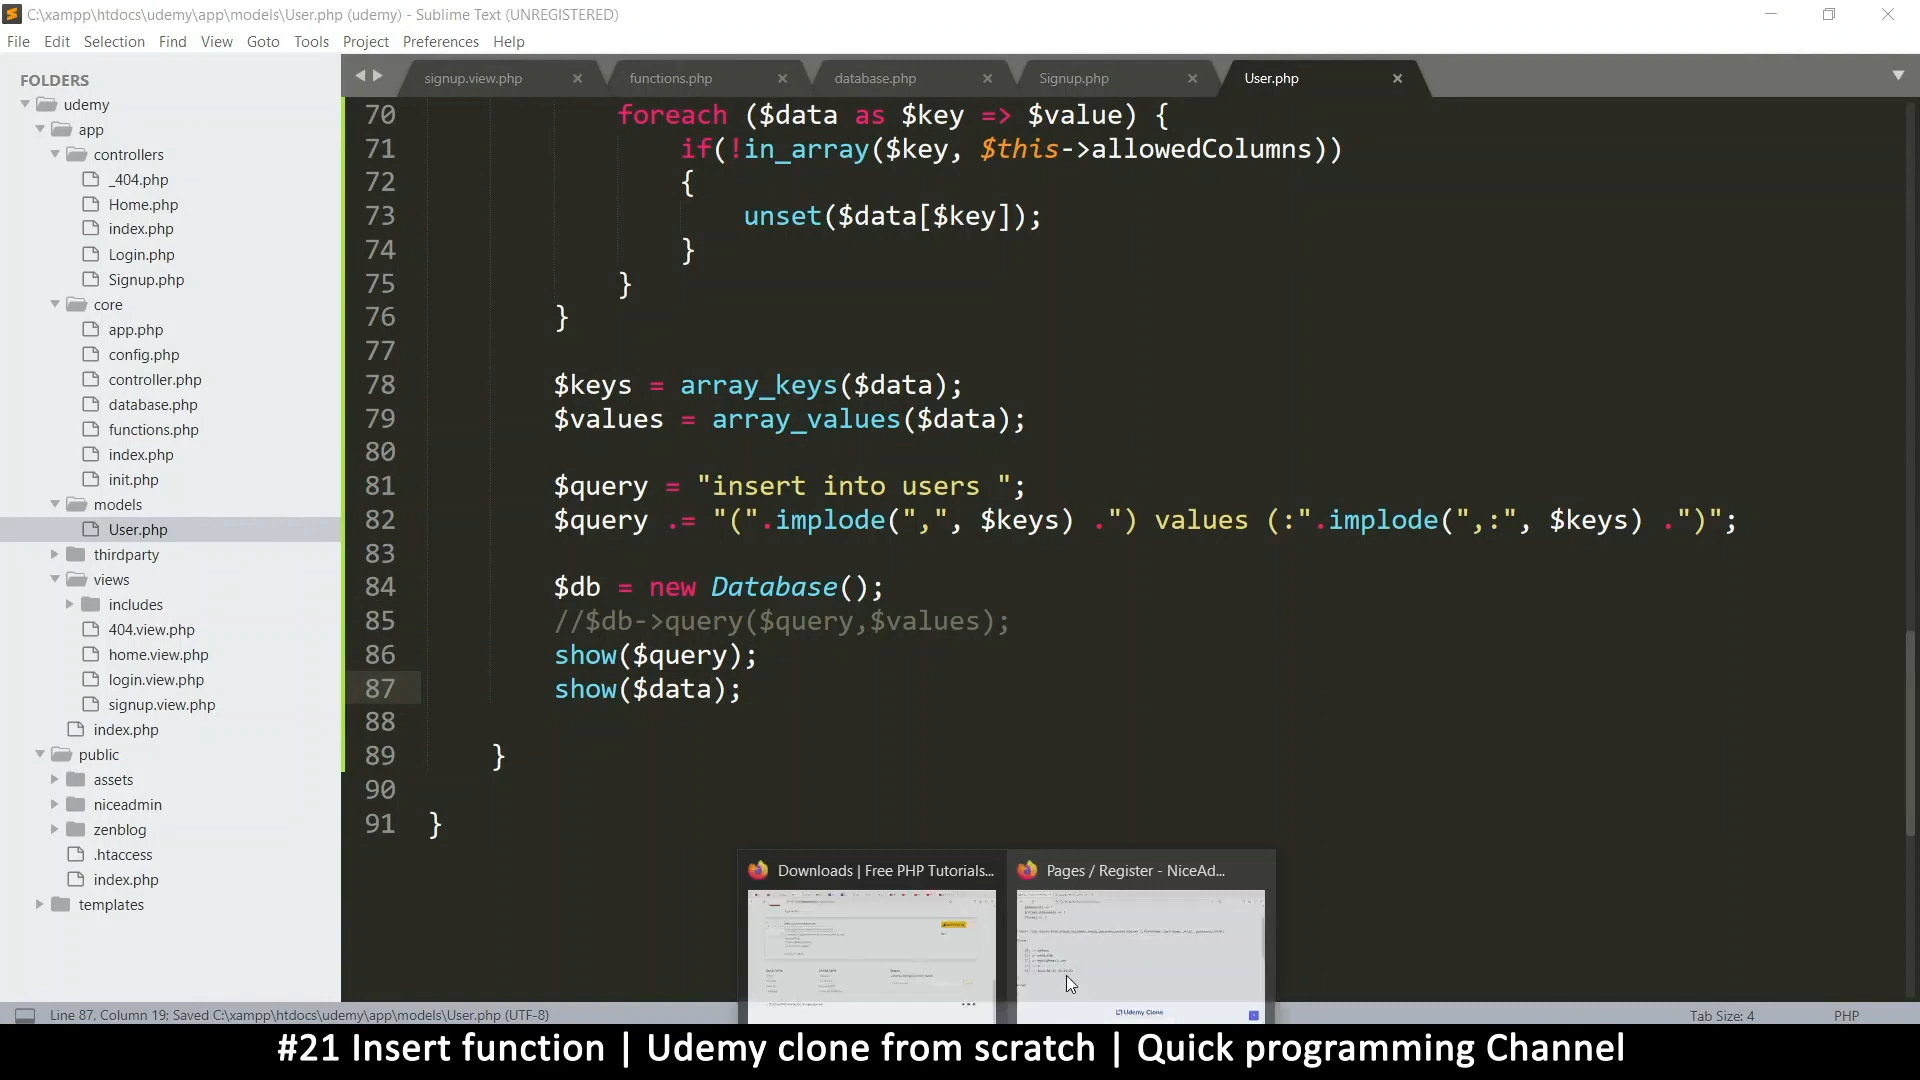 C:\xampp\htdocs\udemy\app\models\User.php (udemy) - Sublime Text (UNREGISTERED)
File Edit Selection Find View Goto Tools Project Preferences Help
FOLDERS
udemy
app
controllers
_404.php
Home.php
index.php
Login.php
Signup.php
core
app.php
config.php
controller.php
database.php
functions.php
index.php
init.php
models
User.php
thirdparty
views
includes
404.view.php
home.view.php
login.view.php
signup.view.php
index.php
public
assets
niceadmin
zenblog
.htaccess
index.php
templates
signup.view.php functions.php database.php Signup.php User.php
70 foreach ($data as $key => $value) {
71 if(!in_array($key, $this->allowedColumns))
72 {
73 unset($data[$key]);
74 }
75 }
76 }
77
78 $keys = array_keys($data);
79 $values = array_values($data);
80
81 $query = "insert into users ";
82 $query .= "(".implode(",", $keys) .") values (:".implode(",:", $keys) .")";
83
84 $db = new Database();
85 //$db->query($query,$values);
86 show($query);
87 show($data);
88
89 }
90
91 }
Downloads | Free PHP Tutorials... Pages / Register - NiceAd...
Udemy Clone
Line 87, Column 19; Saved C:\xampp\htdocs\udemy\app\models\User.php (UTF-8) Tab Size: 4 PHP
#21 Insert function | Udemy clone from scratch | Quick programming Channel